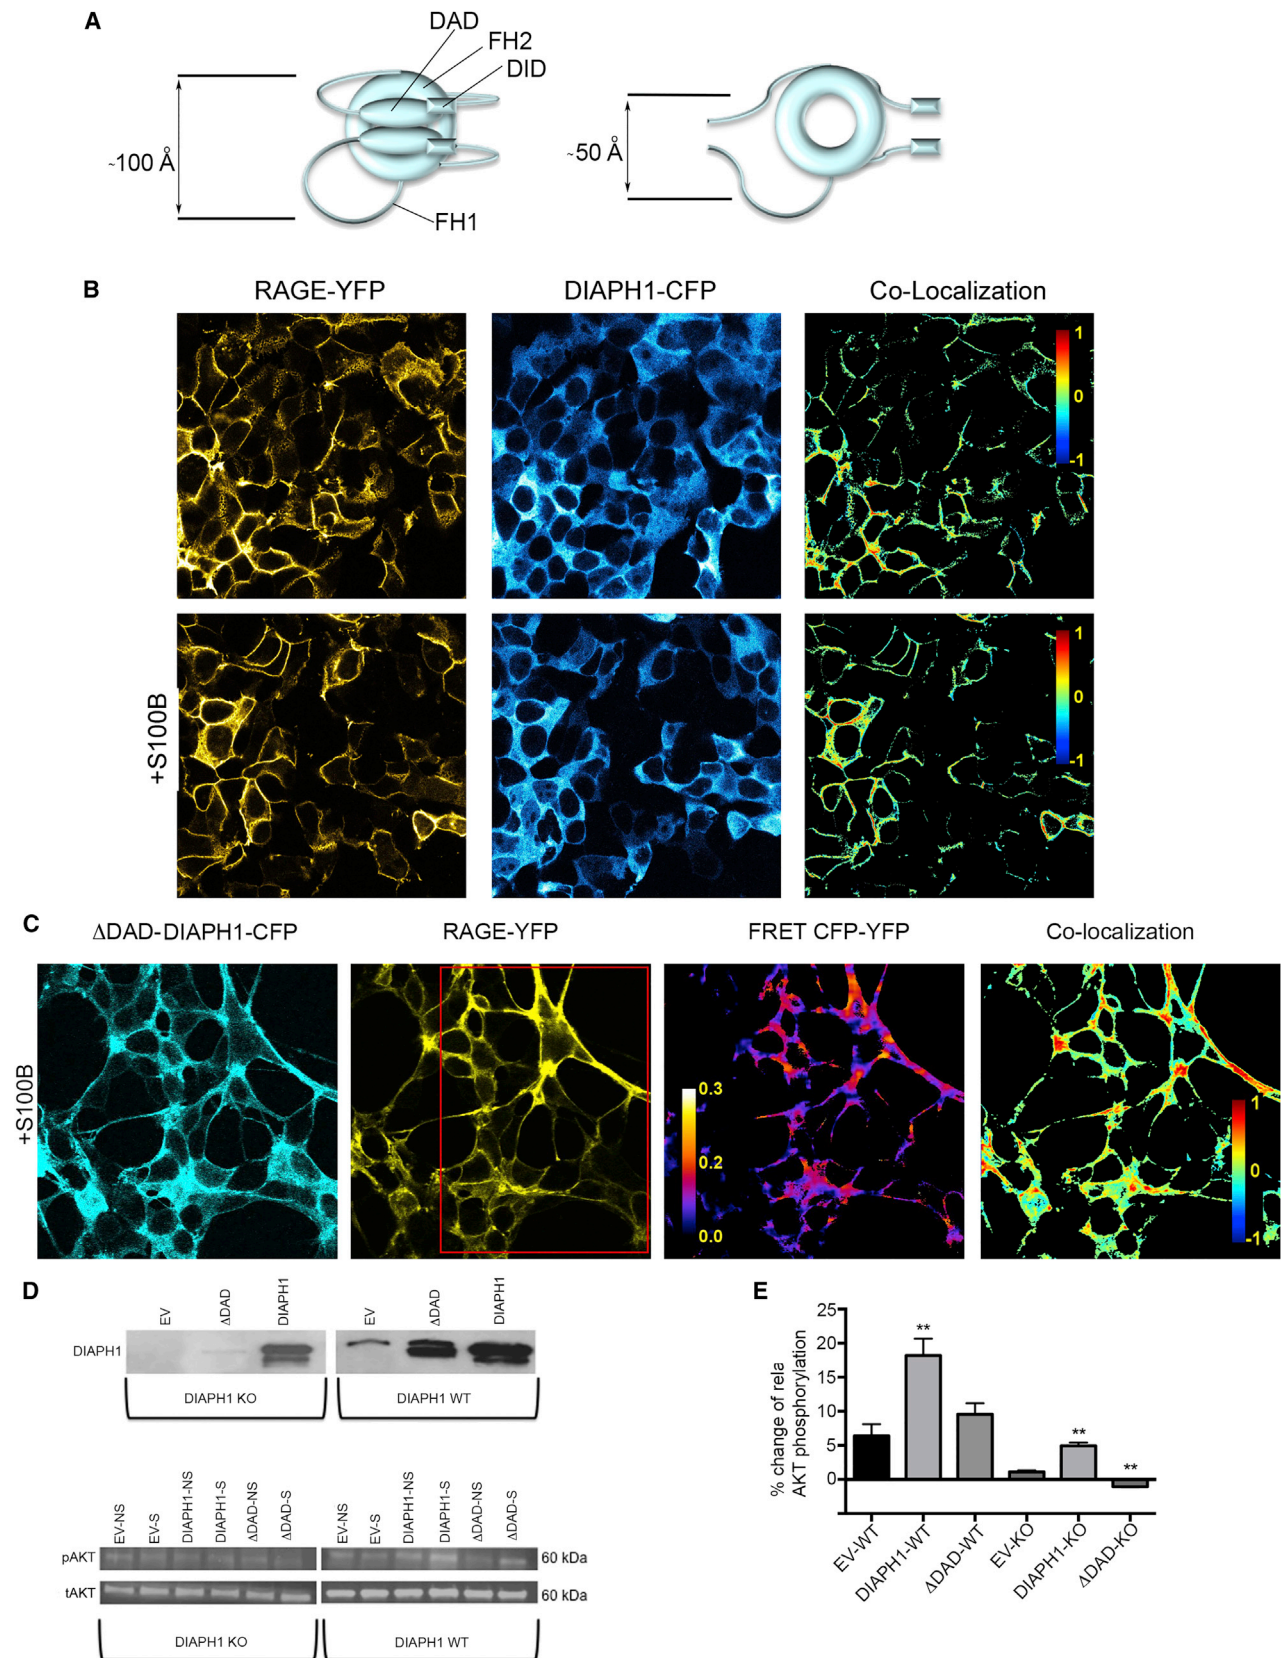 A
DAD
FH2
DID
~100 Å
~50 Å
FH1
B
RAGE-YFP
DIAPH1-CFP
Co-Localization
1
0
-1
+S100B
1
0
-1
C
ΔDAD-DIAPH1-CFP
RAGE-YFP
FRET CFP-YFP
Co-localization
+S100B
0.3
0.2
0.0
1
0
-1
D
EV
ΔDAD
DIAPH1
EV
ΔDAD
DIAPH1
DIAPH1
DIAPH1 KO
DIAPH1 WT
EV-NS
EV-S
DIAPH1-NS
DIAPH1-S
ΔDAD-NS
ΔDAD-S
EV-NS
EV-S
DIAPH1-NS
DIAPH1-S
ΔDAD-NS
ΔDAD-S
pAKT
60 kDa
tAKT
60 kDa
DIAPH1 KO
DIAPH1 WT
E
% change of rela
AKT phosphorylation
25
20
15
10
5
0
**
**
**
EV-WT
DIAPH1-WT
ΔDAD-WT
EV-KO
DIAPH1-KO
ΔDAD-KO